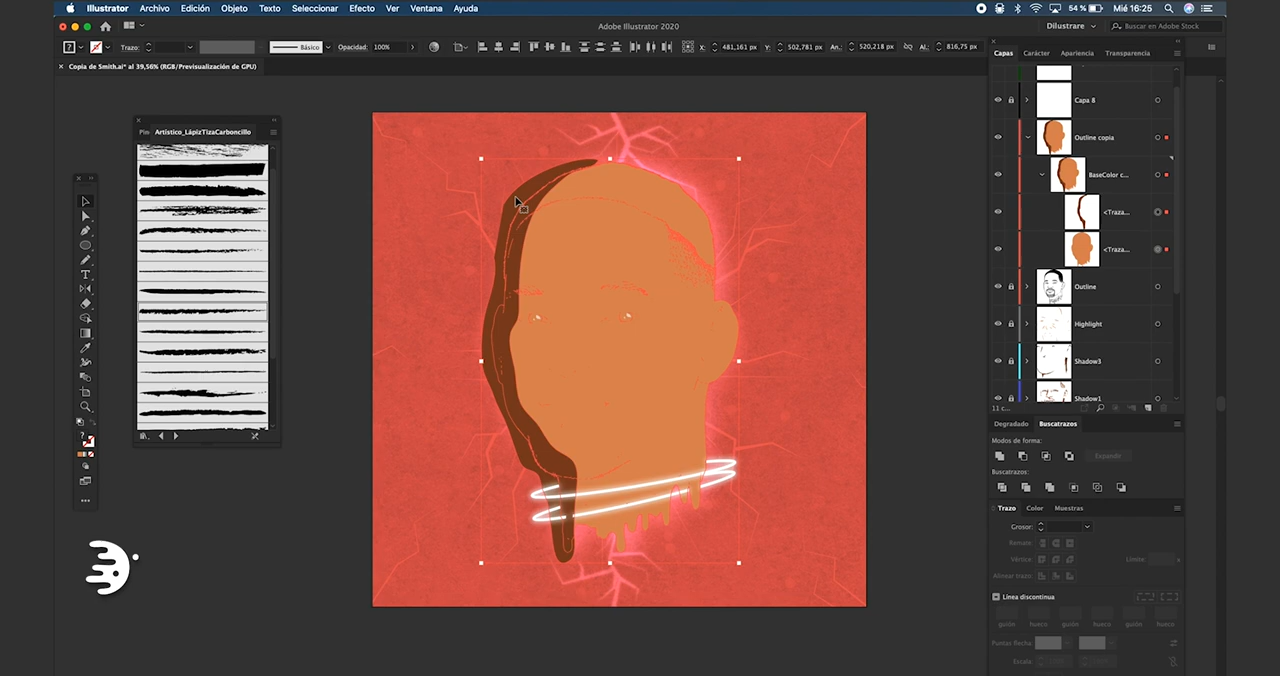 Illustrator Archivo Edición Objeto Texto Seleccionar Efecto Ver Ventana Ayuda 54 % Mié 16:25
Adobe Illustrator 2020 Dilustrare Buscar en Adobe Stock
Trazo: Básico Opacidad: 100% X: 481,161 px Y: 502,781 px An.: 520,218 px AL: 816,75 px
Copia de Smith.ai* al 39,56% (RGB/Previsualización de GPU)
Capas Carácter Apariencia Transparencia
Pin Artístico_LápizTizaCarboncillo
Capa 8
Outline copia
BaseColor c...
<Traza...
<Traza...
Outline
Highlight
Shadow3
Shadow1
11 c...
Degradado Buscatrazos
Modos de forma:
Expandir
Buscatrazos:
Trazo Color Muestras
Grosor:
Remate:
Vértice: Límite:
Alinear trazo:
Línea discontinua
guión hueco guión hueco guión hueco
Puntas flecha:
Escala: